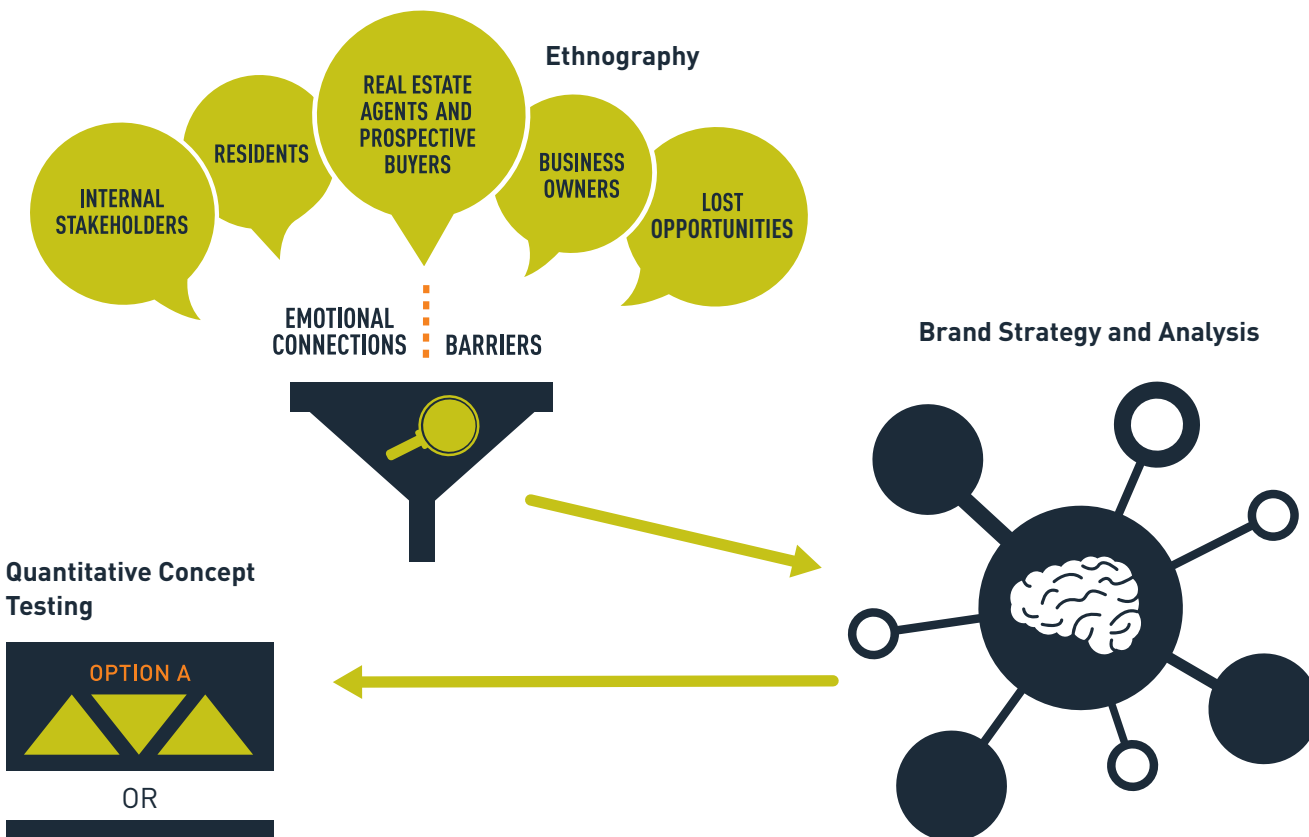 Ethnography
REAL ESTATE
AGENTS AND
PROSPECTIVE
BUYERS
RESIDENTS
BUSINESS
OWNERS
INTERNAL
STAKEHOLDERS
LOST
OPPORTUNITIES
EMOTIONAL
CONNECTIONS
BARRIERS
Brand Strategy and Analysis
Quantitative Concept
Testing
OPTION A
OR